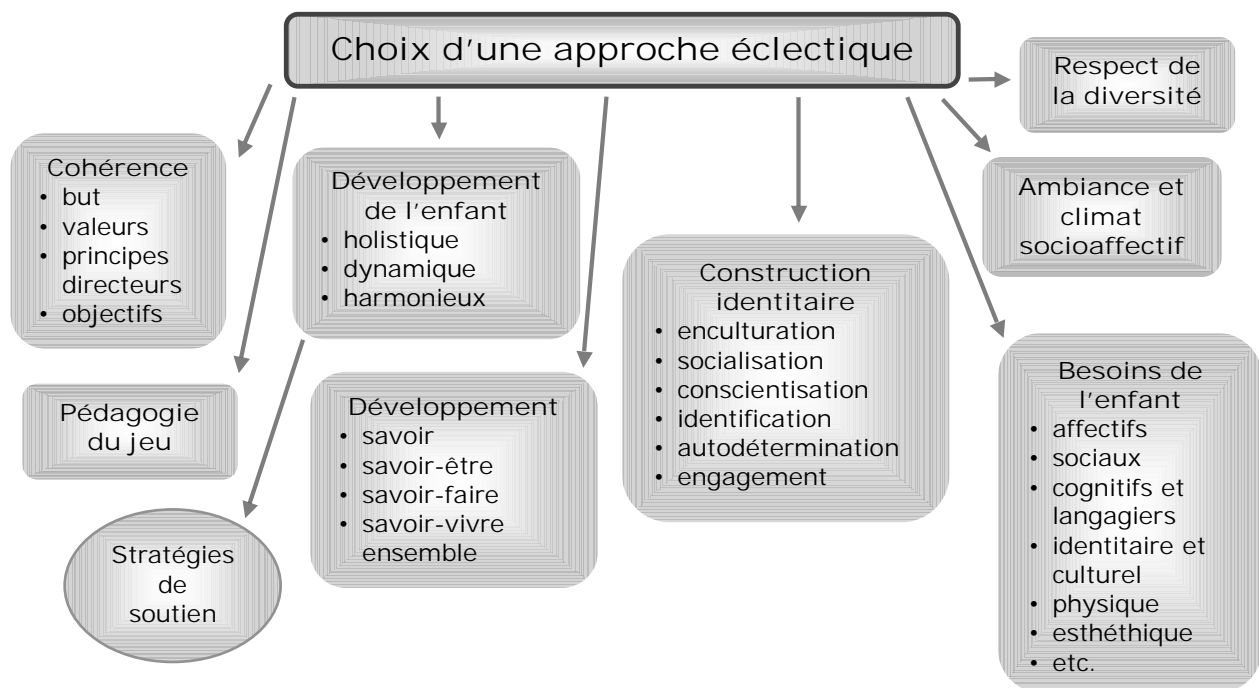 Choix d'une approche éclectique
Respect de
la diversité
Cohérence
• but
• valeurs
• principes
directeurs
• objectifs
Développement
de l'enfant
• holistique
• dynamique
• harmonieux
Ambiance et
climat
socioaffectif
Construction
identitaire
• enculturation
• socialisation
• conscientisation
• identification
• autodétermination
• engagement
Besoins de
l'enfant
• affectifs
• sociaux
• cognitifs et
langagiers
• identitaire et
culturel
• physique
• esthéthique
• etc.
Pédagogie
du jeu
Développement
• savoir
• savoir-être
• savoir-faire
• savoir-vivre
ensemble
Stratégies
de
soutien